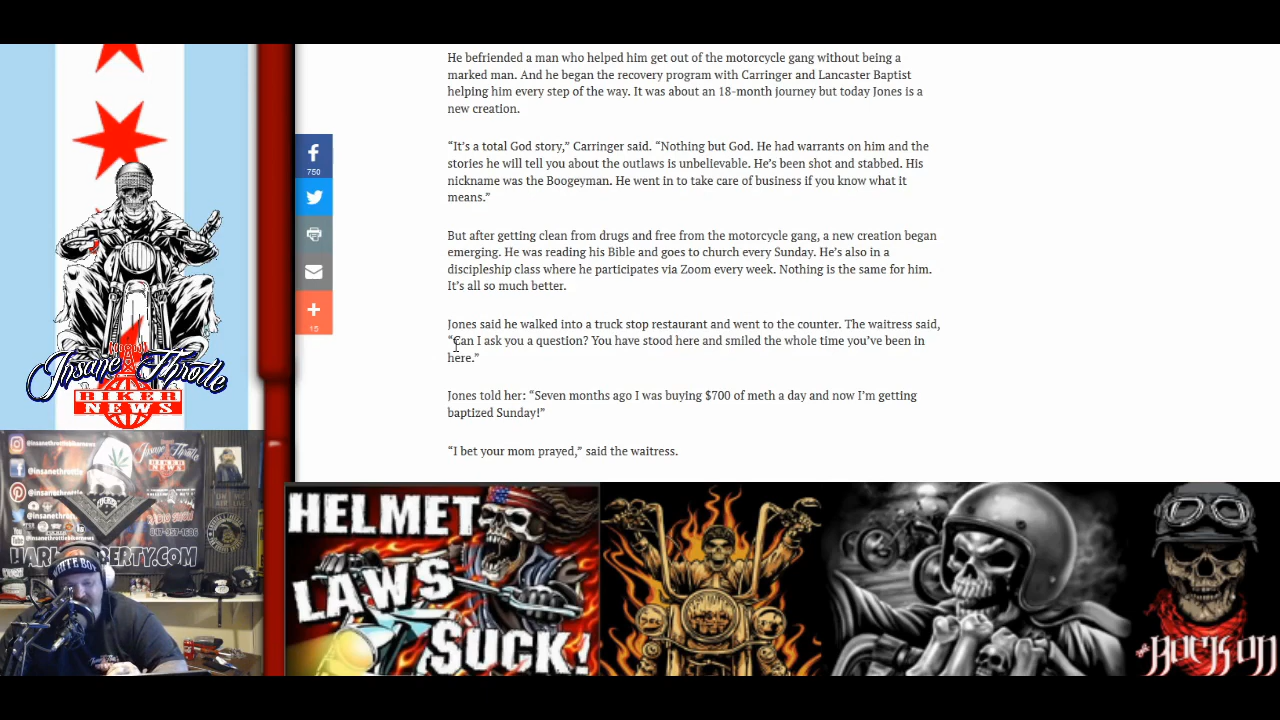 He befriended a man who helped him get out of the motorcycle gang without being a
marked man. And he began the recovery program with Carringer and Lancaster Baptist
helping him every step of the way. It was about an 18-month journey but today Jones is a
new creation.
“It’s a total God story,” Carringer said. “Nothing but God. He had warrants on him and the
stories he will tell you about the outlaws is unbelievable. He’s been shot and stabbed. His
nickname was the Boogeyman. He went in to take care of business if you know what it
means.”
But after getting clean from drugs and free from the motorcycle gang, a new creation began
emerging. He was reading his Bible and goes to church every Sunday. He’s also in a
discipleship class where he participates via Zoom every week. Nothing is the same for him.
It’s all so much better.
Jones said he walked into a truck stop restaurant and went to the counter. The waitress said,
“Can I ask you a question? You have stood here and smiled the whole time you’ve been in
here.”
Jones told her: “Seven months ago I was buying $700 of meth a day and now I’m getting
baptized Sunday!”
“I bet your mom prayed,” said the waitress.
750
15
Insane Throttle
BIKER
NEWS
@insanethrottlebikernews
@insanethrottle
RADIO SHOW
WHITE BOY
HELMET
LAWS
SUCK!
ROCK ON